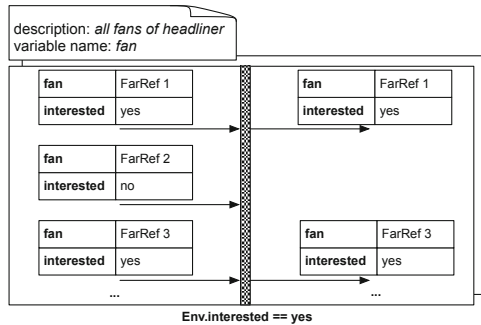 description: all fans of headliner
variable name: fan
fan FarRef 1
interested yes
fan FarRef 1
interested yes
fan FarRef 2
interested no
fan FarRef 3
interested yes
fan FarRef 3
interested yes
... ...
Env.interested == yes